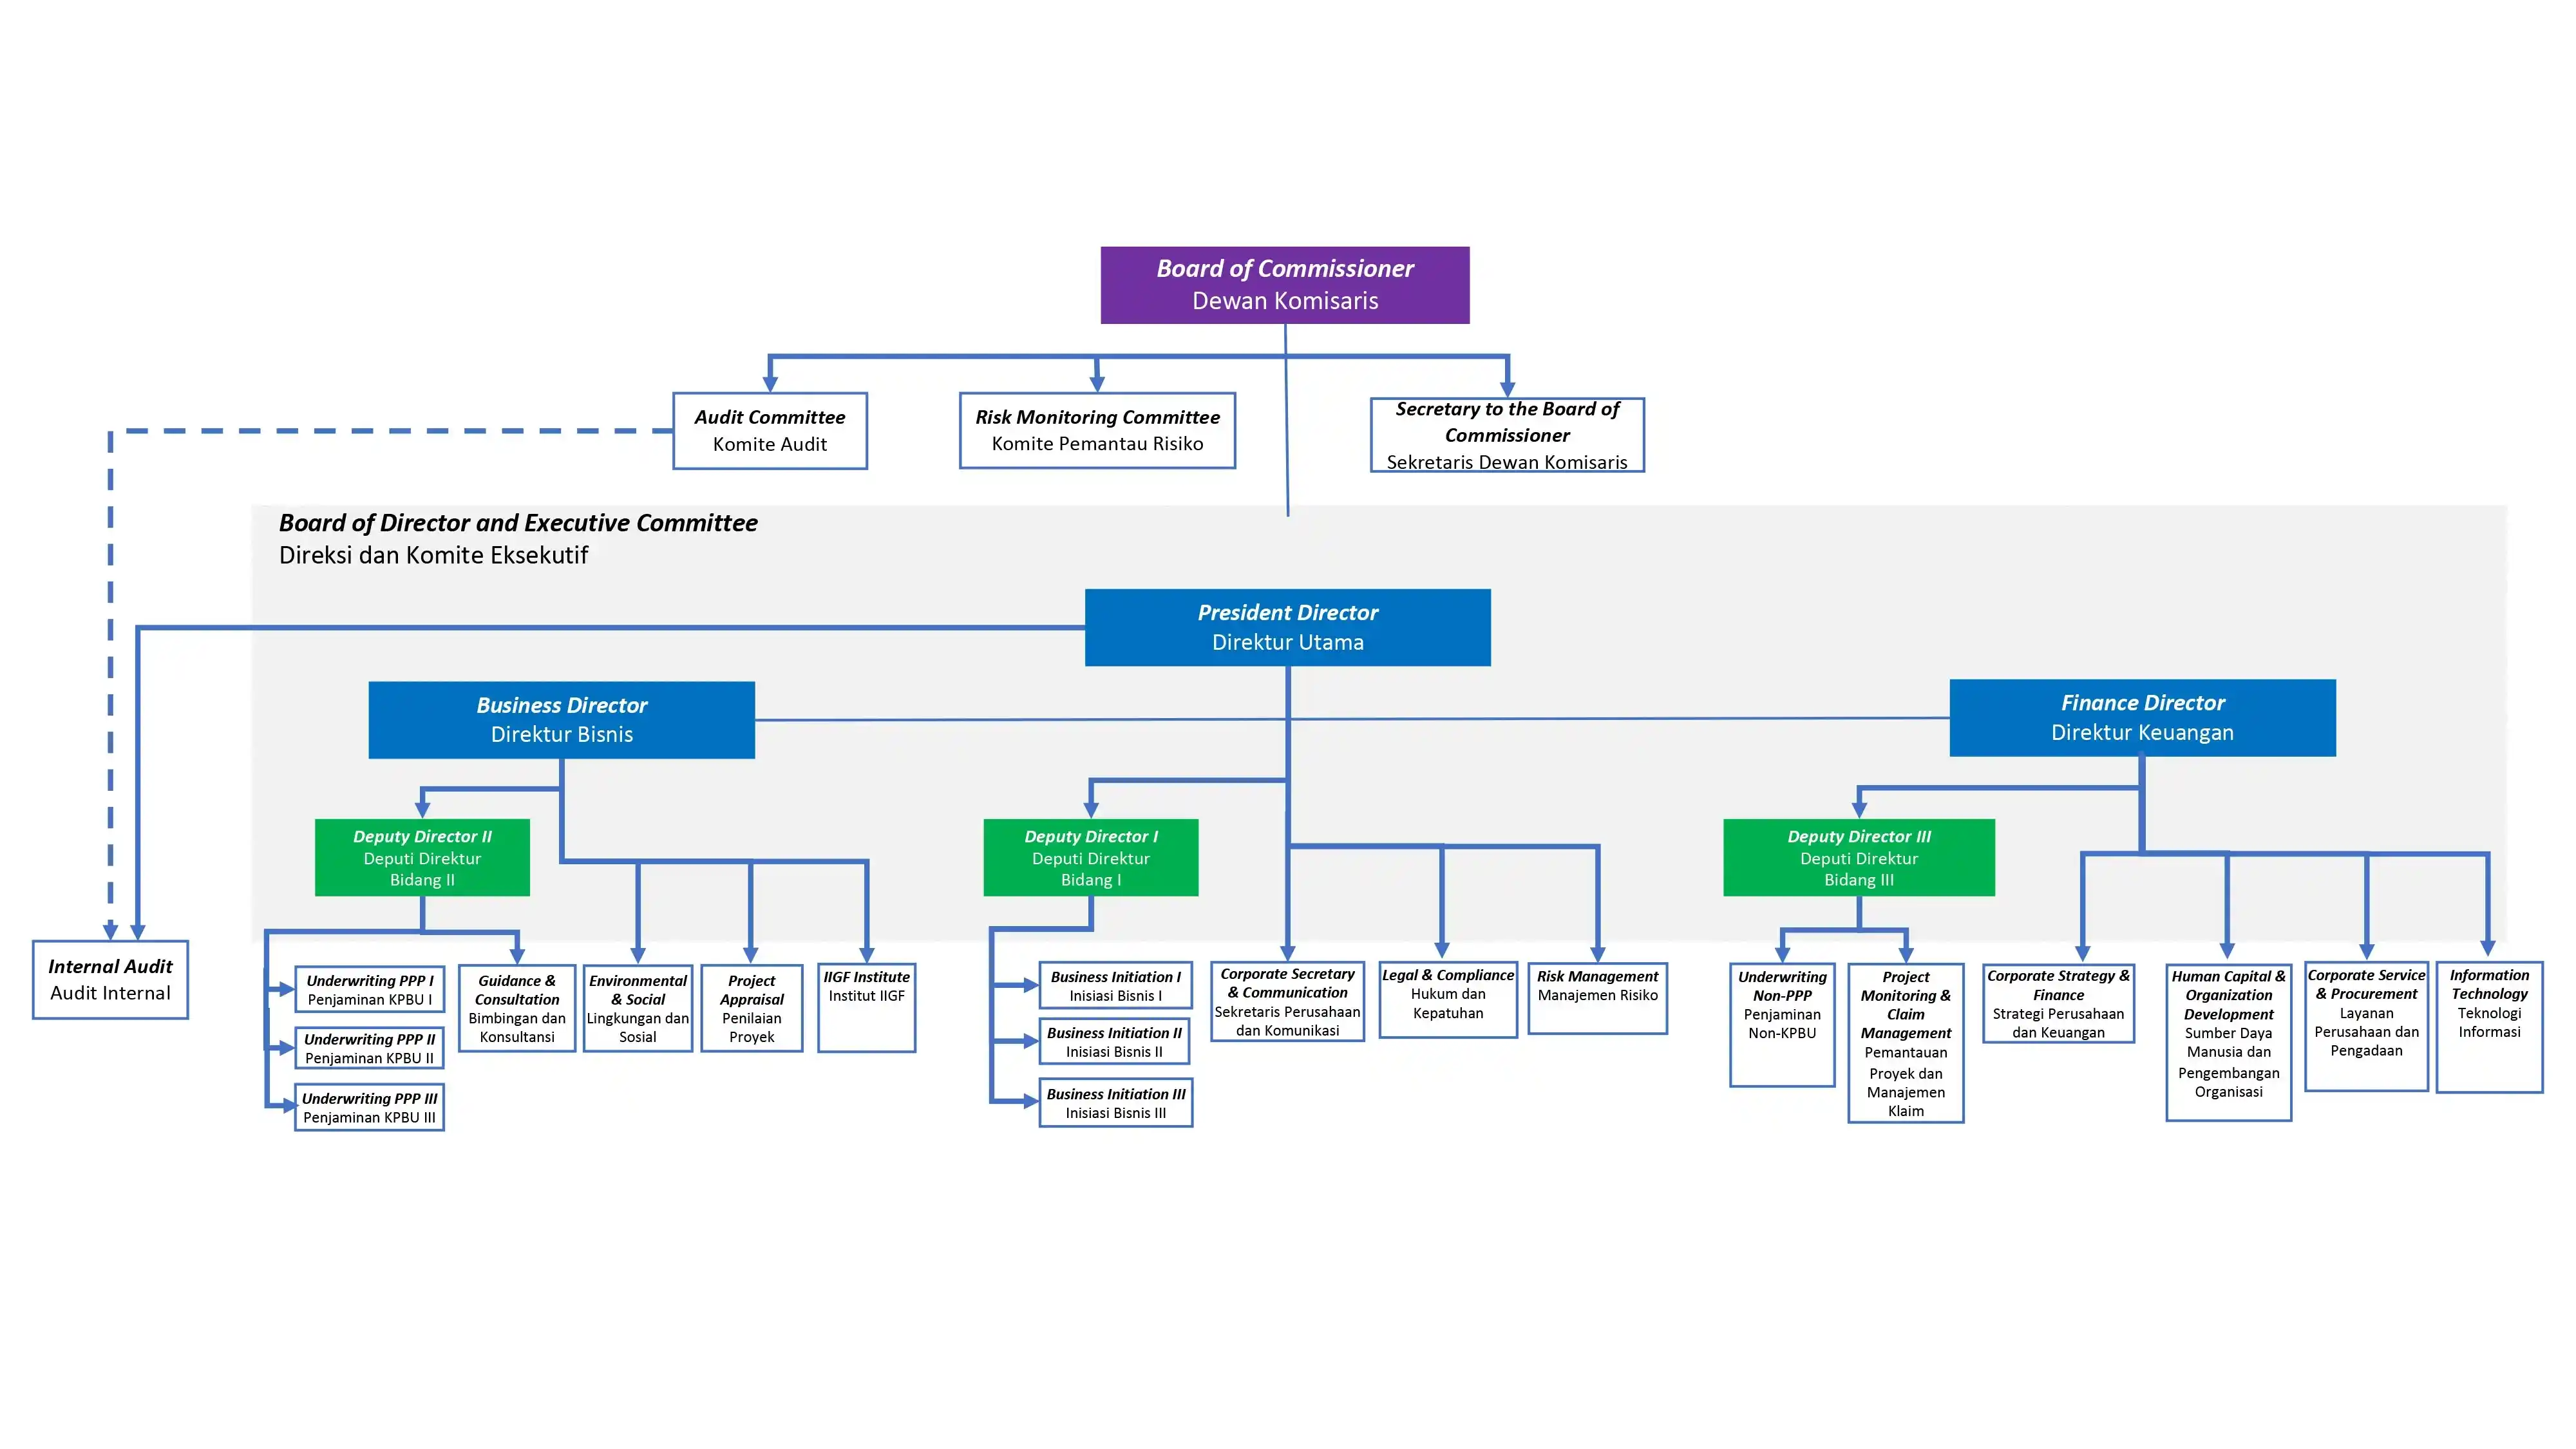 Board of Commissioner
Dewan Komisaris
Audit Committee
Komite Audit
Risk Monitoring Committee
Komite Pemantau Risiko
Secretary to the Board of
Commissioner
Sekretaris Dewan Komisaris
Board of Director and Executive Committee
Direksi dan Komite Eksekutif
President Director
Direktur Utama
Business Director
Direktur Bisnis
Finance Director
Direktur Keuangan
Deputy Director II
Deputi Direktur
Bidang II
Deputy Director I
Deputi Direktur
Bidang I
Deputy Director III
Deputi Direktur
Bidang III
Internal Audit
Audit Internal
Underwriting PPP I
Penjaminan KPBU I
Underwriting PPP II
Penjaminan KPBU II
Underwriting PPP III
Penjaminan KPBU III
Guidance &
Consultation
Bimbingan dan
Konsultansi
Environmental
& Social
Lingkungan dan
Sosial
Project
Appraisal
Penilaian
Proyek
IIGF Institute
Institut IIGF
Business Initiation I
Inisiasi Bisnis I
Business Initiation II
Inisiasi Bisnis II
Business Initiation III
Inisiasi Bisnis III
Corporate Secretary
& Communication
Sekretaris Perusahaan
dan Komunikasi
Legal & Compliance
Hukum dan
Kepatuhan
Risk Management
Manajemen Risiko
Underwriting
Non-PPP
Penjaminan
Non-KPBU
Project
Monitoring &
Claim
Management
Pemantauan
Proyek dan
Manajemen
Klaim
Corporate Strategy &
Finance
Strategi Perusahaan
dan Keuangan
Human Capital &
Organization
Development
Sumber Daya
Manusia dan
Pengembangan
Organisasi
Corporate Service
& Procurement
Layanan
Perusahaan dan
Pengadaan
Information
Technology
Teknologi
Informasi